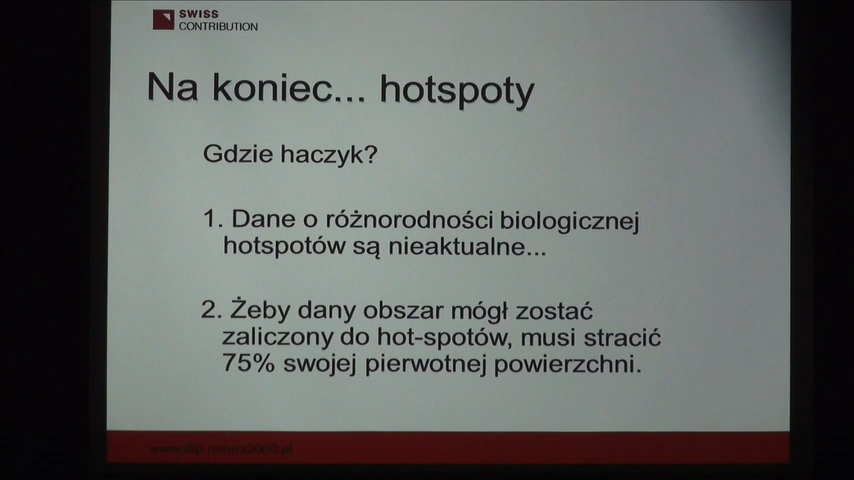 SWISS
CONTRIBUTION
Na koniec... hotspoty
Gdzie haczyk?
1. Dane o różnorodności biologicznej
hotspotów są nieaktualne...
2. Żeby dany obszar mógł zostać
zaliczony do hot-spotów, musi stracić
75% swojej pierwotnej powierzchni.